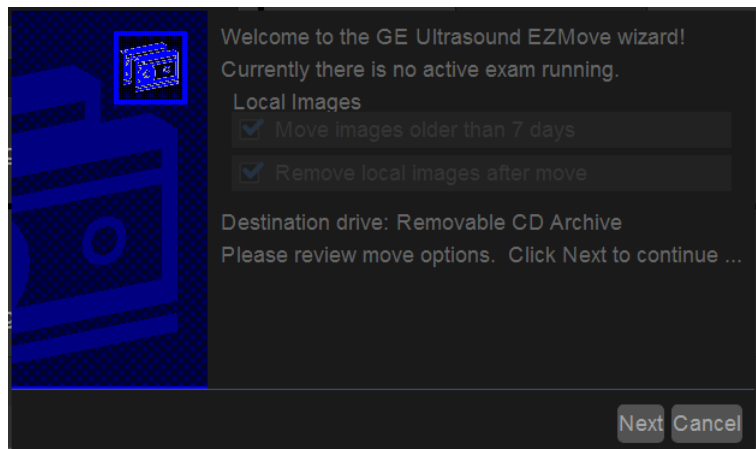 Welcome to the GE Ultrasound EZMove wizard!
Currently there is no active exam running.
Local Images
Move images older than 7 days
Remove local images after move
Destination drive: Removable CD Archive
Please review move options. Click Next to continue ...
Next Cancel